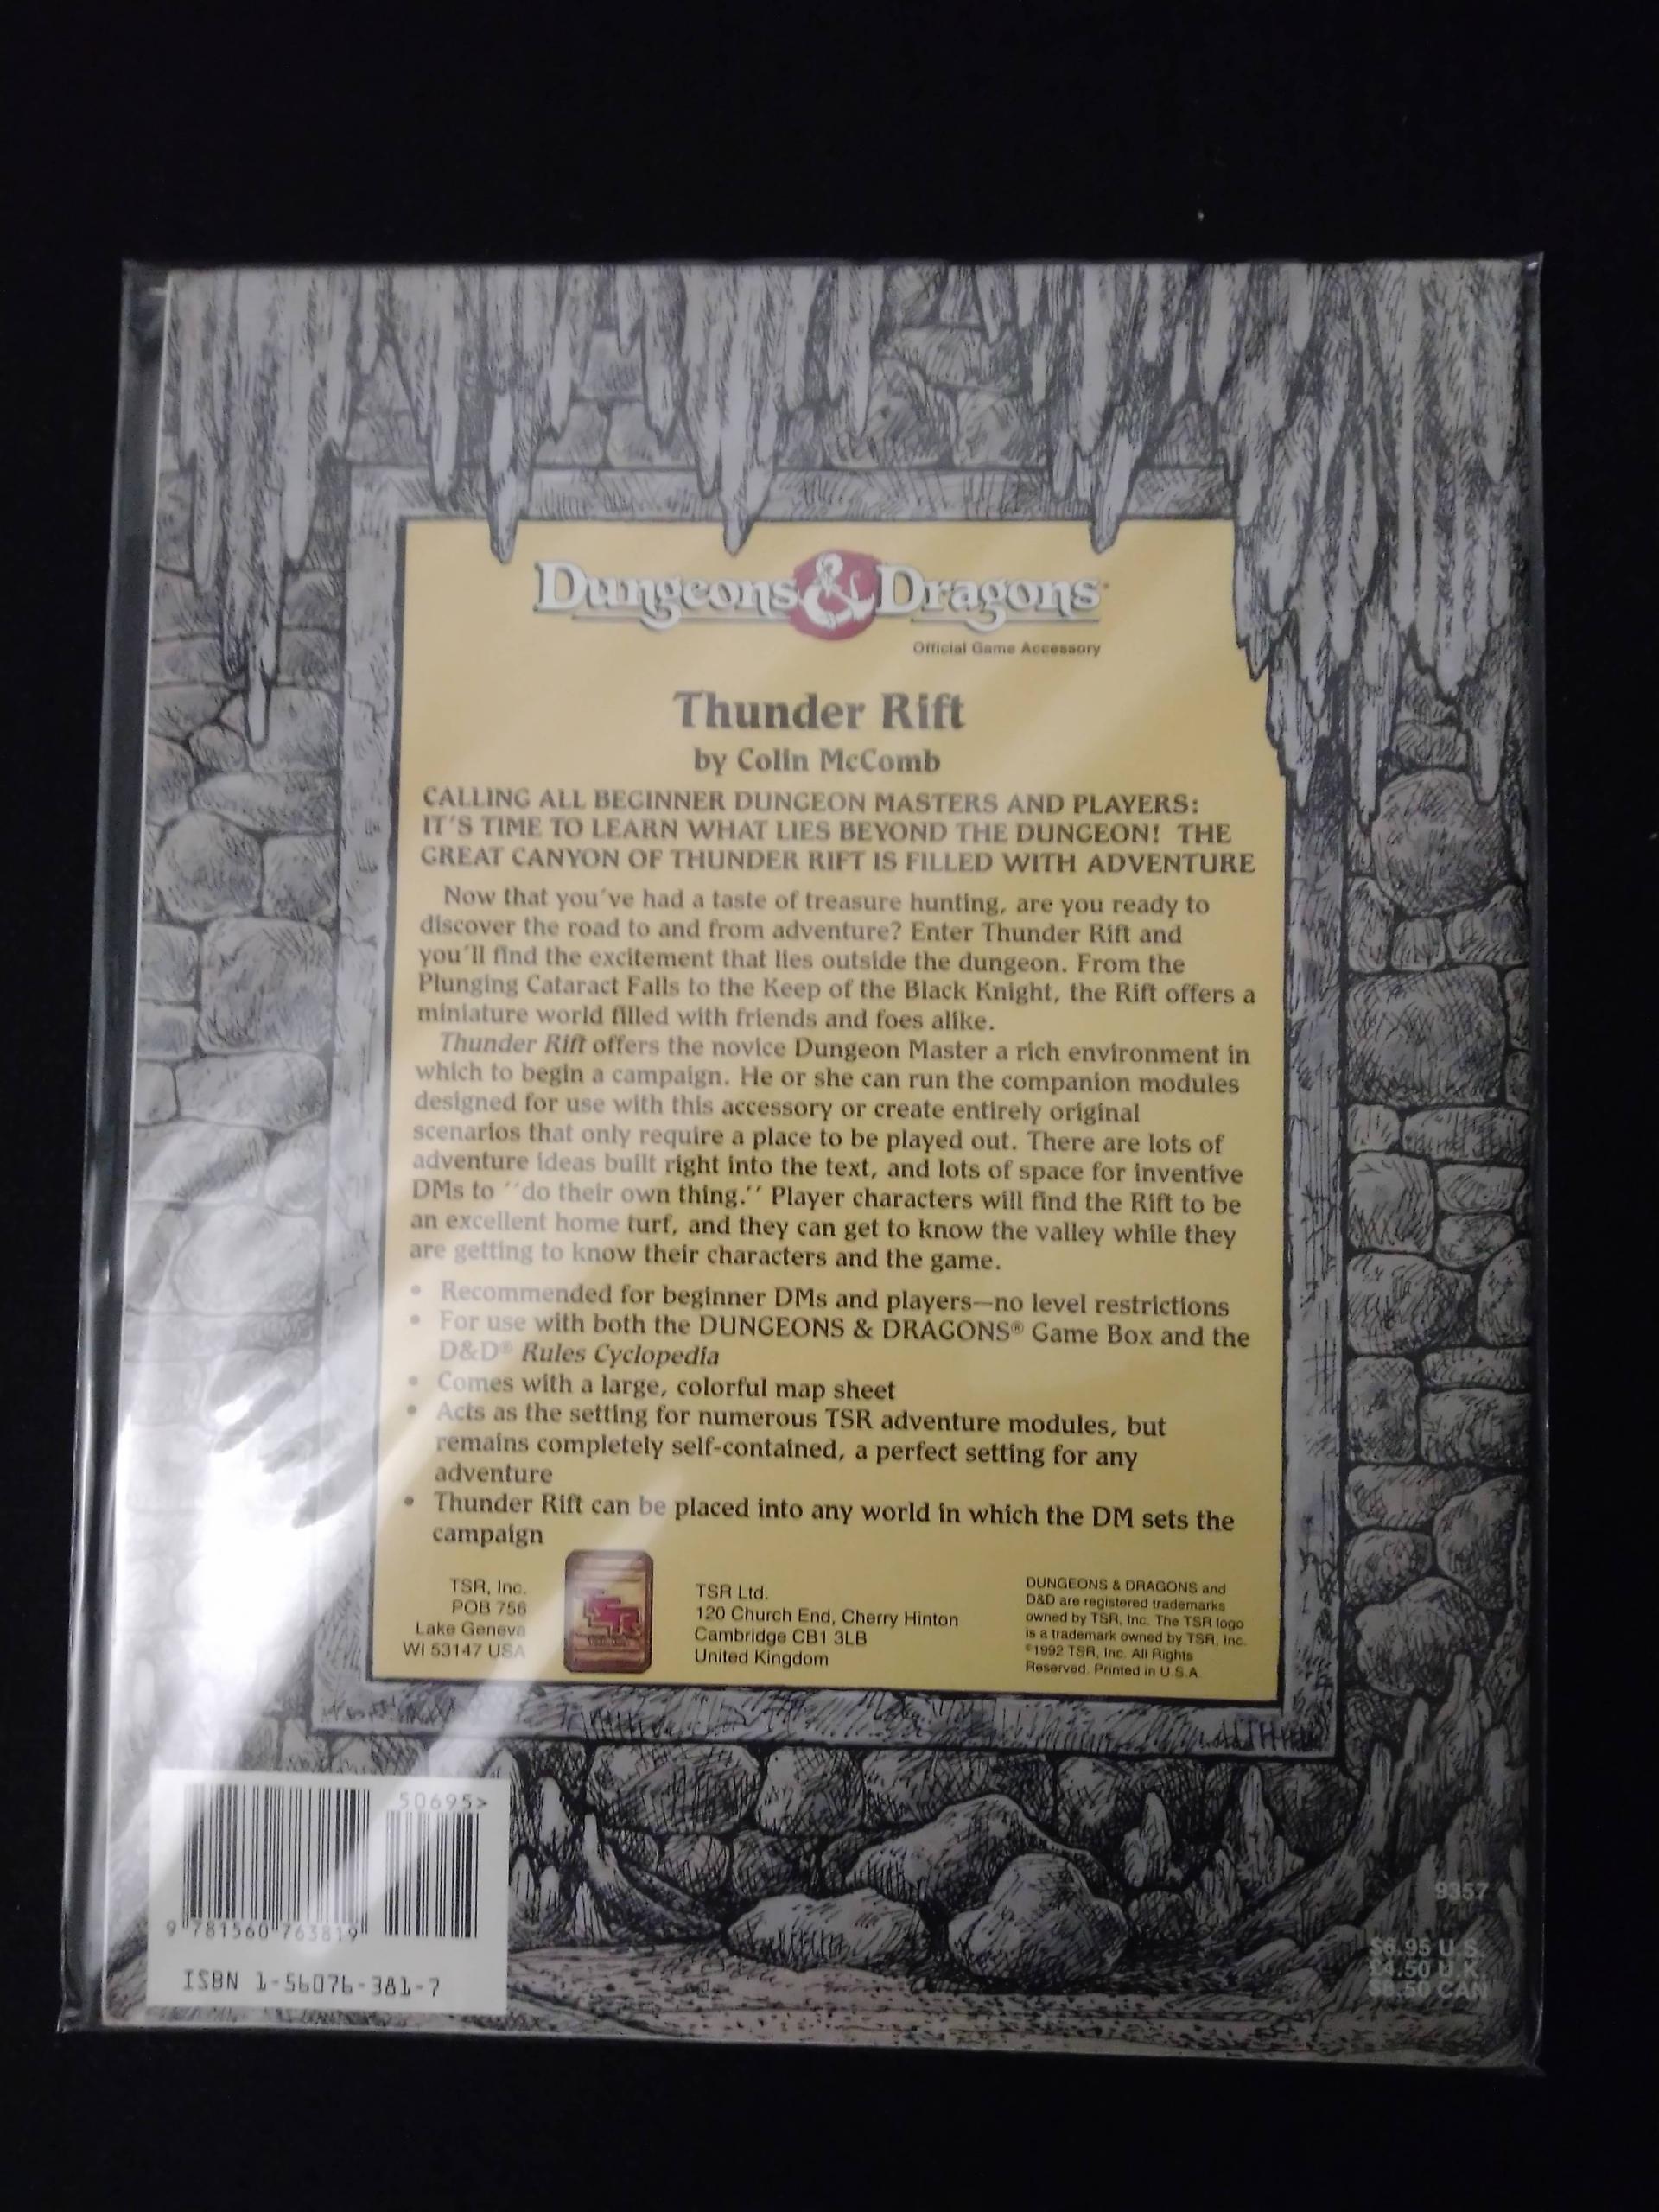 Dungeons & Dragons®
Official Game Accessory
Thunder Rift
by Colin McComb
CALLING ALL BEGINNER DUNGEON MASTERS AND PLAYERS:
IT'S TIME TO LEARN WHAT LIES BEYOND THE DUNGEON! THE
GREAT CANYON OF THUNDER RIFT IS FILLED WITH ADVENTURE
Now that you've had a taste of treasure hunting, are you ready to
discover the road to and from adventure? Enter Thunder Rift and
you'll find the excitement that lies outside the dungeon. From the
Plunging Cataract Falls to the Keep of the Black Knight, the Rift offers a
miniature world filled with friends and foes alike.
Thunder Rift offers the novice Dungeon Master a rich environment in
which to begin a campaign. He or she can run the companion modules
designed for use with this accessory or create entirely original
scenarios that only require a place to be played out. There are lots of
adventure ideas built right into the text, and lots of space for inventive
DMs to ''do their own thing.'' Player characters will find the Rift to be
an excellent home turf, and they can get to know the valley while they
are getting to know their characters and the game.
• Recommended for beginner DMs and players—no level restrictions
• For use with both the DUNGEONS & DRAGONS® Game Box and the
D&D® Rules Cyclopedia
• Comes with a large, colorful map sheet
• Acts as the setting for numerous TSR adventure modules, but
remains completely self-contained, a perfect setting for any
adventure
• Thunder Rift can be placed into any world in which the DM sets the
campaign
TSR, Inc.
POB 756
Lake Geneva
WI 53147 USA
TSR
TSR Ltd.
120 Church End, Cherry Hinton
Cambridge CB1 3LB
United Kingdom
DUNGEONS & DRAGONS and
D&D are registered trademarks
owned by TSR, Inc. The TSR logo
is a trademark owned by TSR, Inc.
©1992 TSR, Inc. All Rights
Reserved. Printed in U.S.A.
50695>
9 781560 763819
ISBN 1-56076-381-7
9357
$6.95 U.S.
£4.50 U.K.
$8.50 CAN